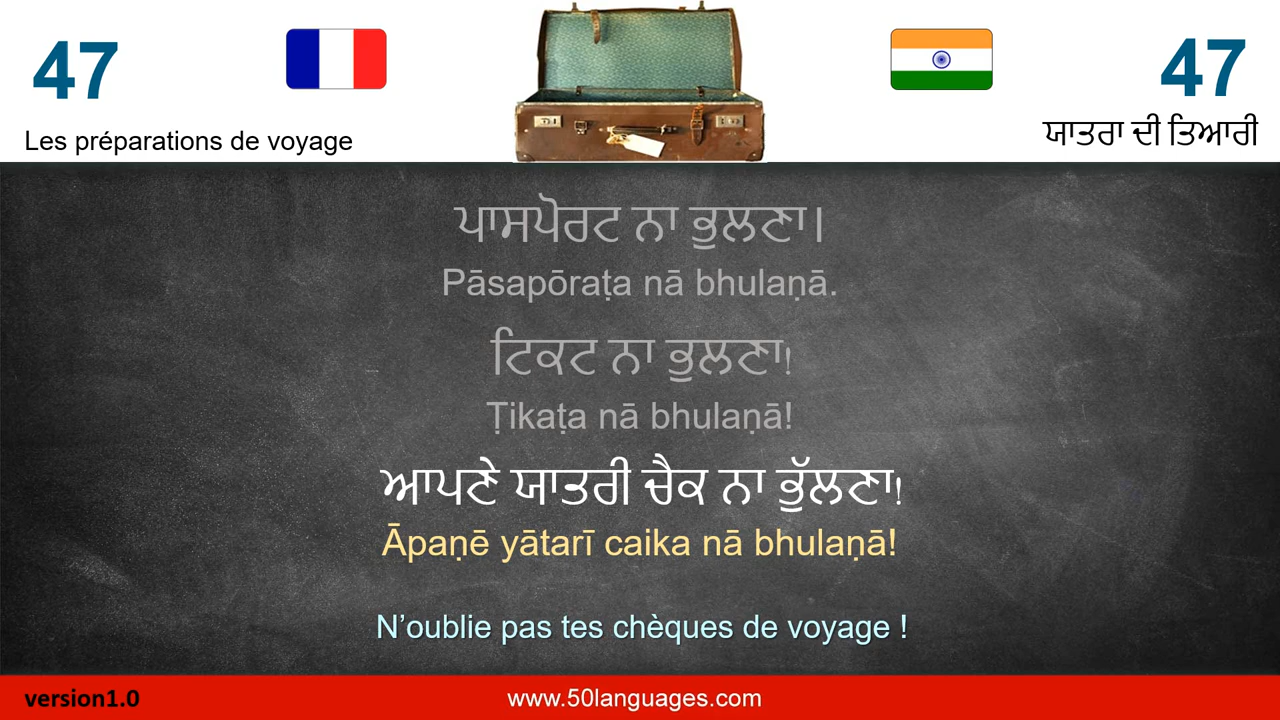 47
47
Les préparations de voyage
ਯਾਤਰਾ ਦੀ ਤਿਆਰੀ
ਪਾਸਪੋਰਟ ਨਾ ਭੁਲਣਾ।
Pāsapōraṭa nā bhulaṇā.
ਟਿਕਟ ਨਾ ਭੁਲਣਾ!
Ṭikaṭa nā bhulaṇā!
ਆਪਣੇ ਯਾਤਰੀ ਚੈਕ ਨਾ ਭੁੱਲਣਾ!
Āpaṇē yātarī caika nā bhulaṇā!
N’oublie pas tes chèques de voyage !
version1.0
www.50languages.com